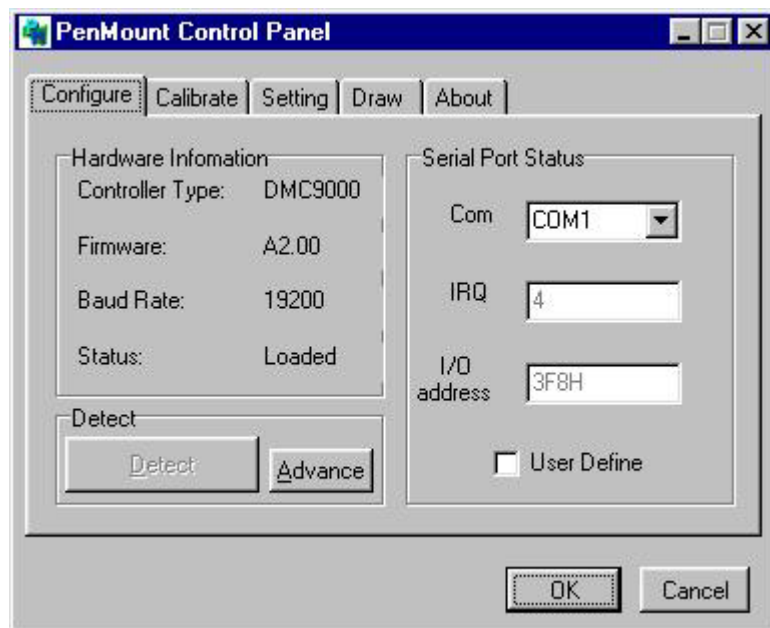 PenMount Control Panel
Configure Calibrate Setting Draw About
Hardware Infomation
Controller Type: DMC9000
Firmware: A2.00
Baud Rate: 19200
Status: Loaded
Detect
Detect Advance
Serial Port Status
Com COM1
IRQ 4
I/O address 3F8H
User Define
OK Cancel